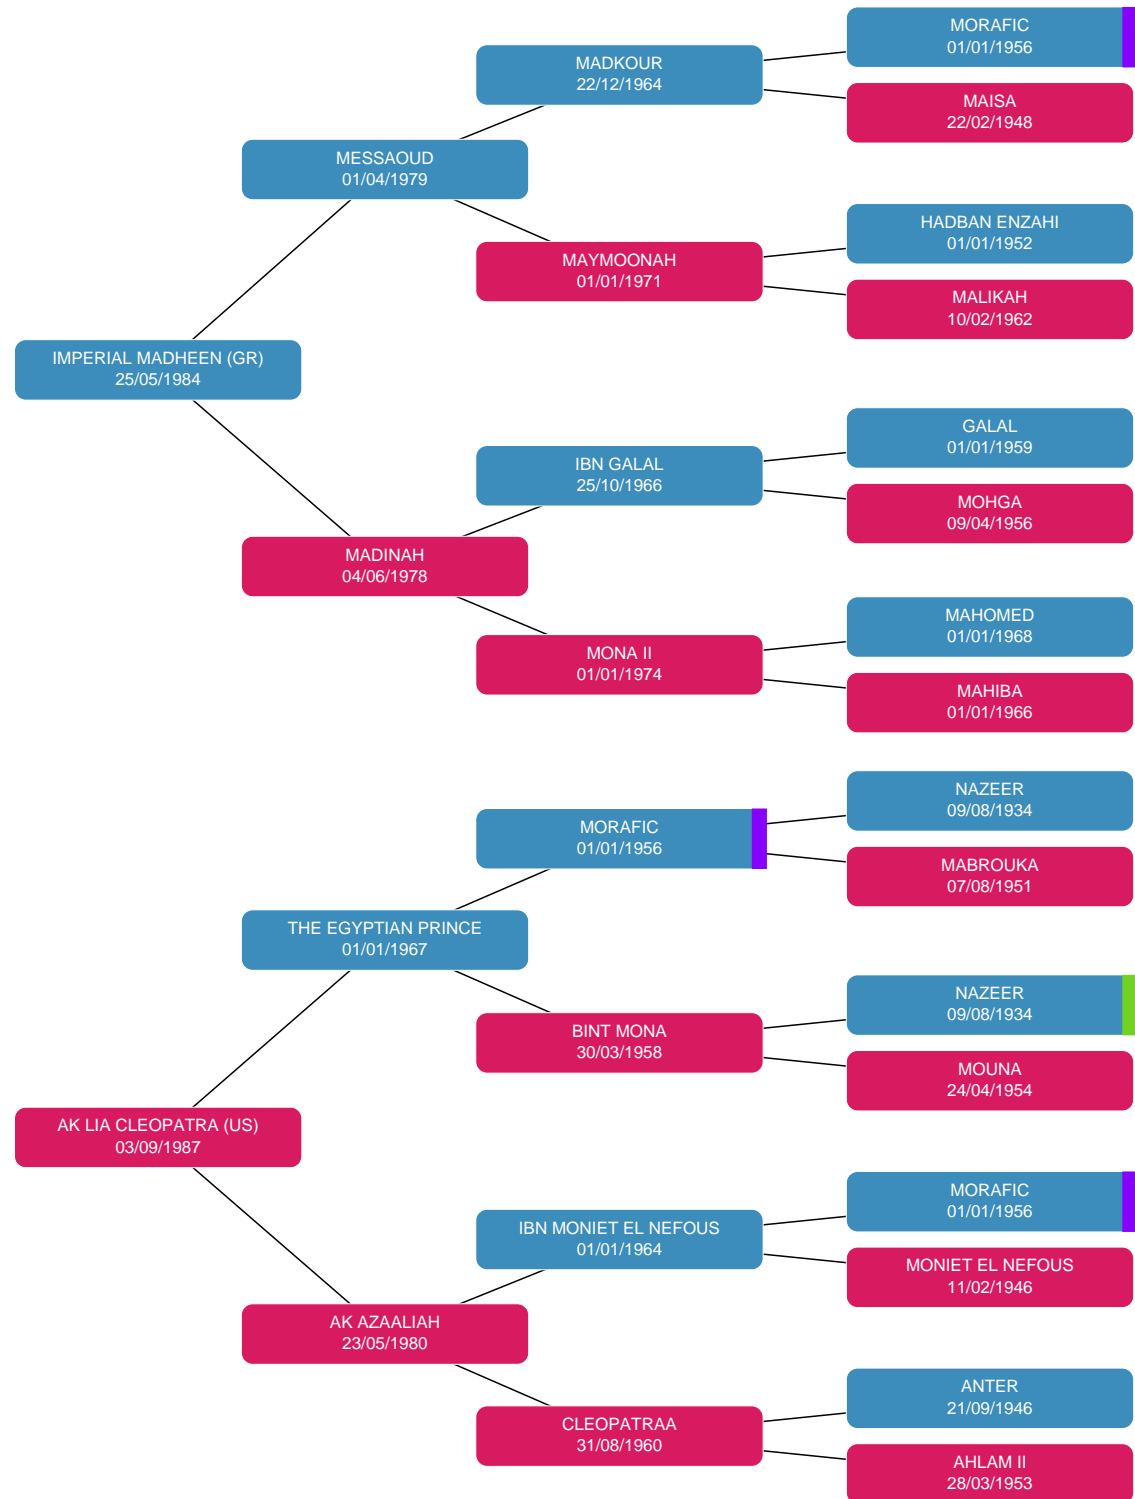 MORAFIC
01/01/1956
MADKOUR
22/12/1964
MAISA
22/02/1948
MESSAOUD
01/04/1979
HADBAN ENZAHI
01/01/1952
MAYMOONAH
01/01/1971
MALIKAH
10/02/1962
IMPERIAL MADHEEN (GR)
25/05/1984
GALAL
01/01/1959
IBN GALAL
25/10/1966
MOHGA
09/04/1956
MADINAH
04/06/1978
MAHOMED
01/01/1968
MONA II
01/01/1974
MAHIBA
01/01/1966
NAZEER
09/08/1934
MORAFIC
01/01/1956
MABROUKA
07/08/1951
THE EGYPTIAN PRINCE
01/01/1967
NAZEER
09/08/1934
BINT MONA
30/03/1958
MOUNA
24/04/1954
AK LIA CLEOPATRA (US)
03/09/1987
MORAFIC
01/01/1956
IBN MONIET EL NEFOUS
01/01/1964
MONIET EL NEFOUS
11/02/1946
AK AZAALIAH
23/05/1980
ANTER
21/09/1946
CLEOPATRAA
31/08/1960
AHLAM II
28/03/1953